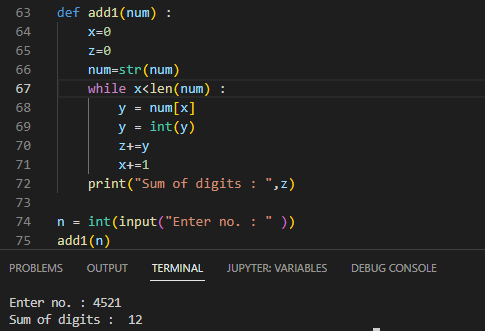 63 def add1(num) :
64     x=0
65     z=0
66     num=str(num)
67     while x<len(num) :
68         y = num[x]
69         y = int(y)
70         z+=y
71         x+=1
72     print("Sum of digits : ",z)
73
74 n = int(input("Enter no. : " ))
75 add1(n)
PROBLEMS OUTPUT TERMINAL JUPYTER: VARIABLES DEBUG CONSOLE
Enter no. : 4521
Sum of digits :  12